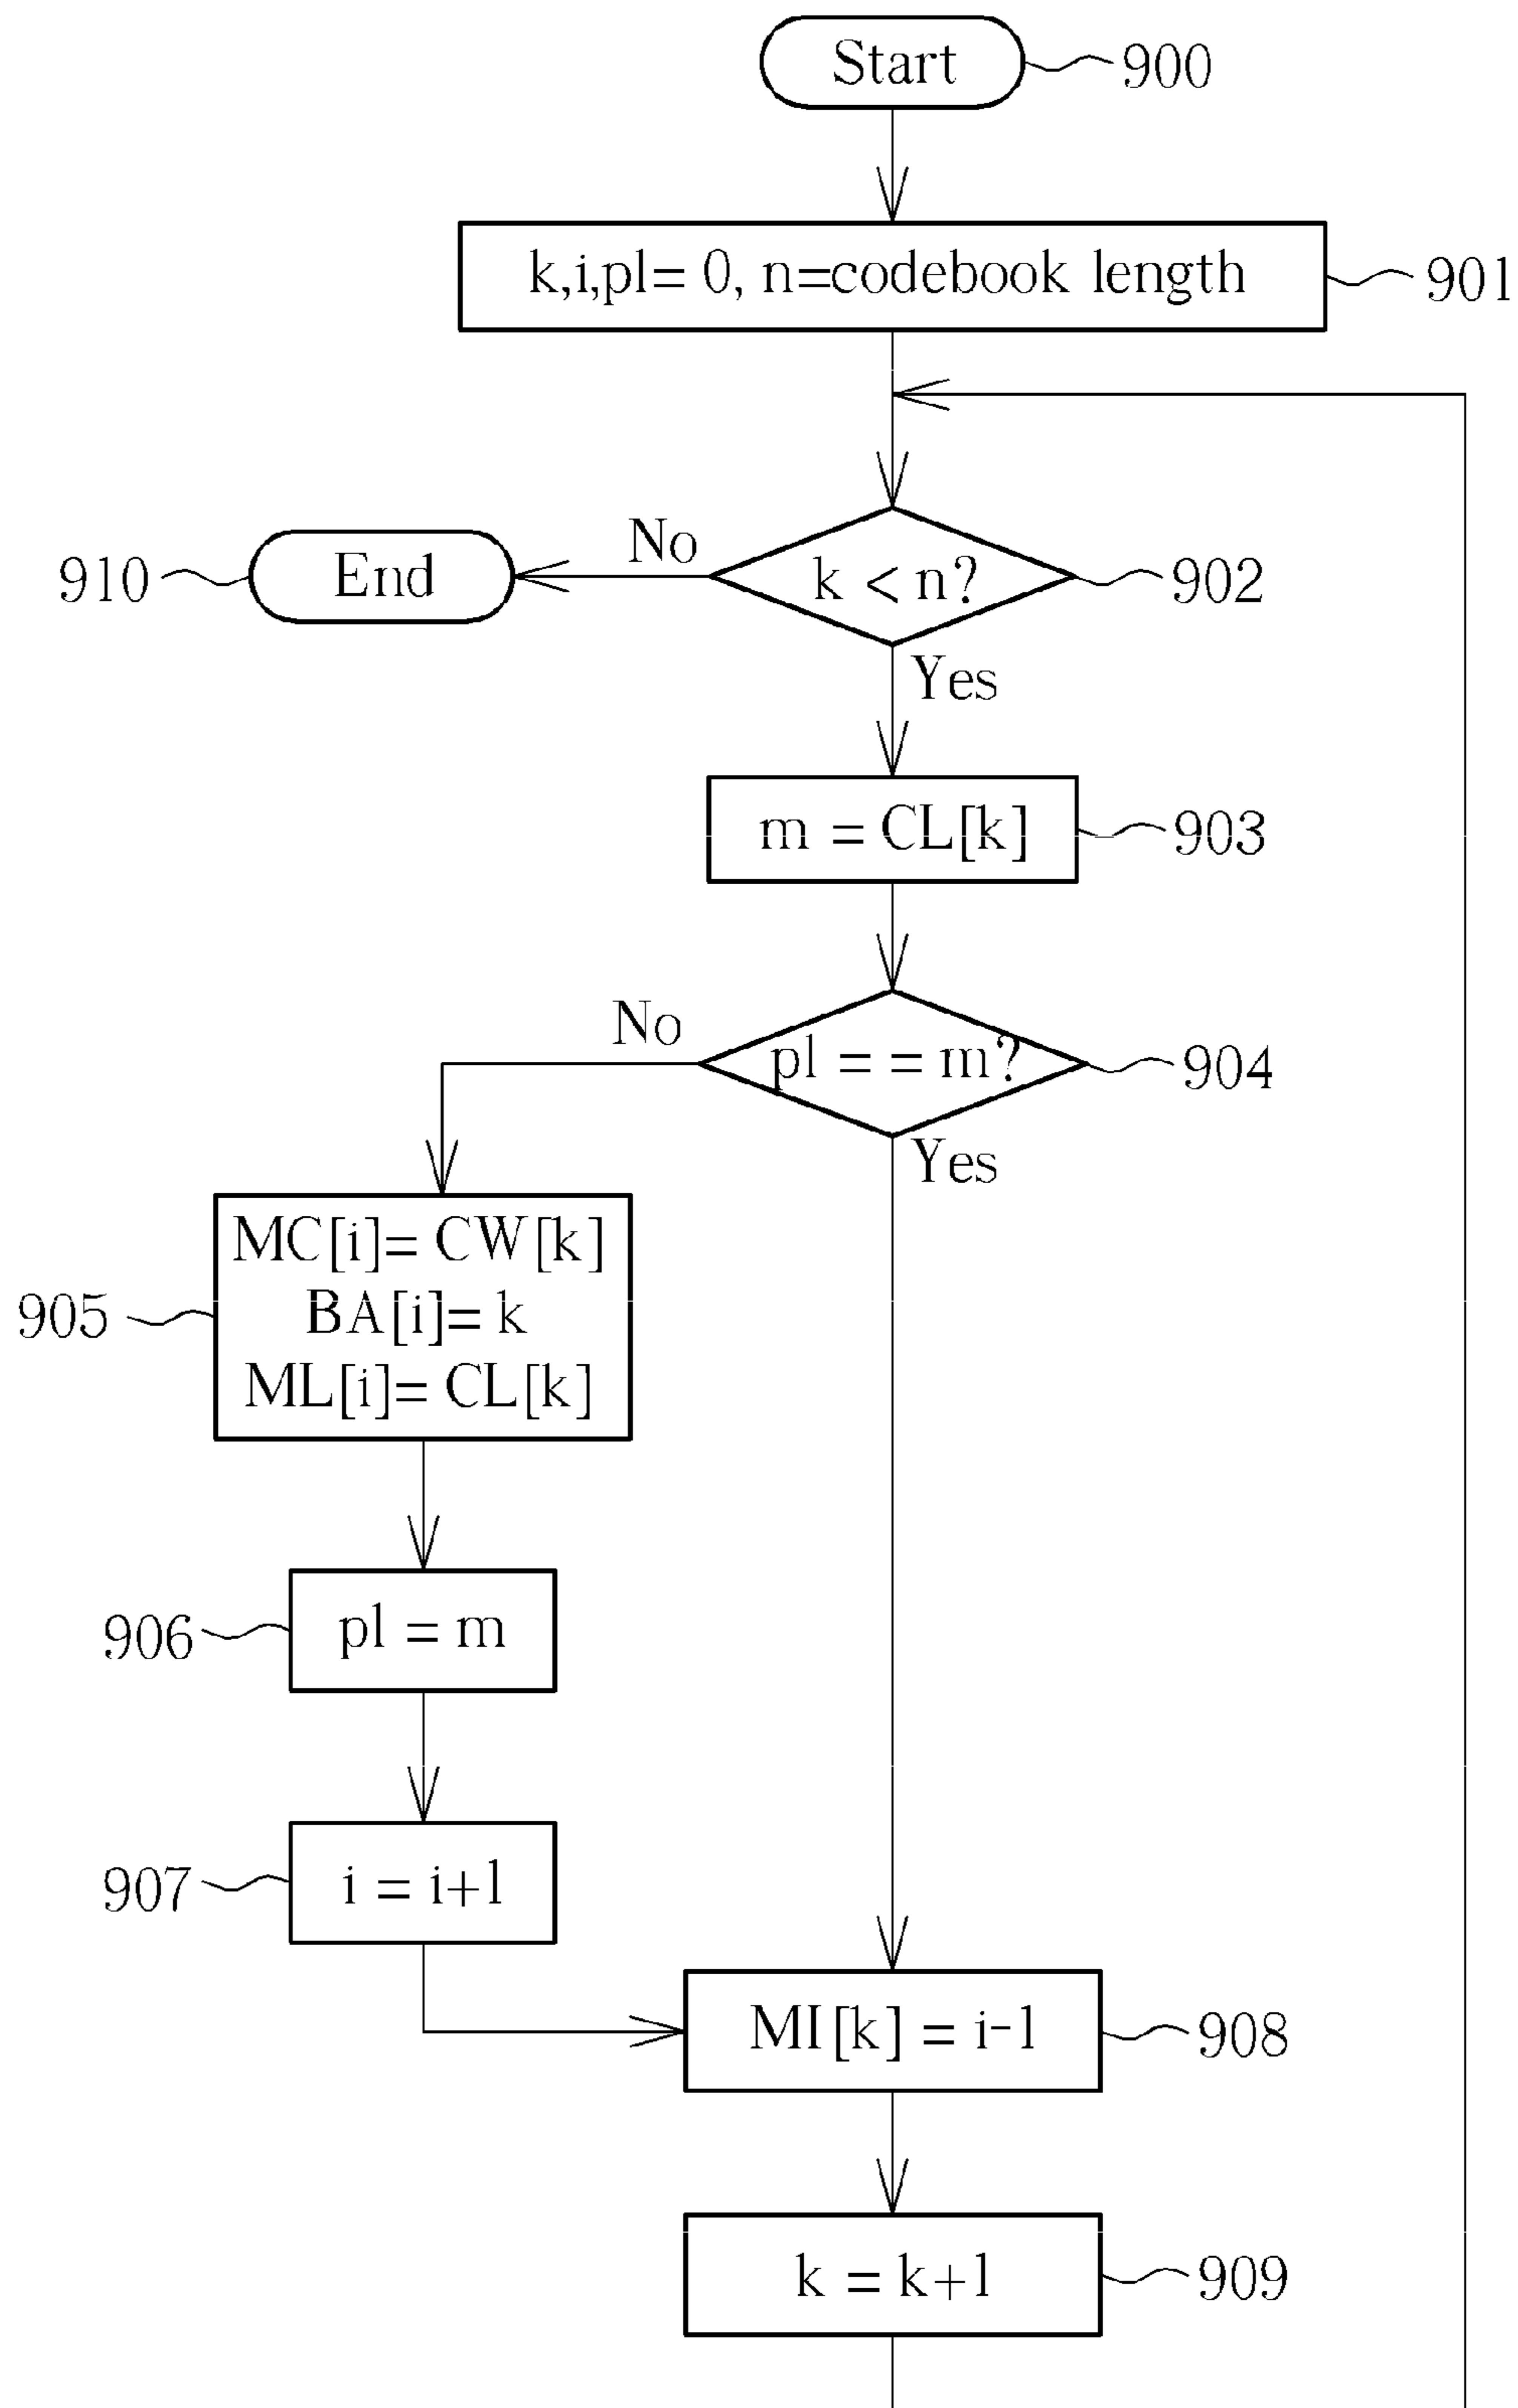 Start
900
k,i,pl= 0, n=codebook length
901
No
910
End
k < n?
902
Yes
m = CL[k]
903
No
pl = = m?
904
Yes
MC[i]= CW[k]
BA[i]= k
ML[i]= CL[k]
905
pl = m
906
i = i+1
907
MI[k] = i-1
908
k = k+1
909